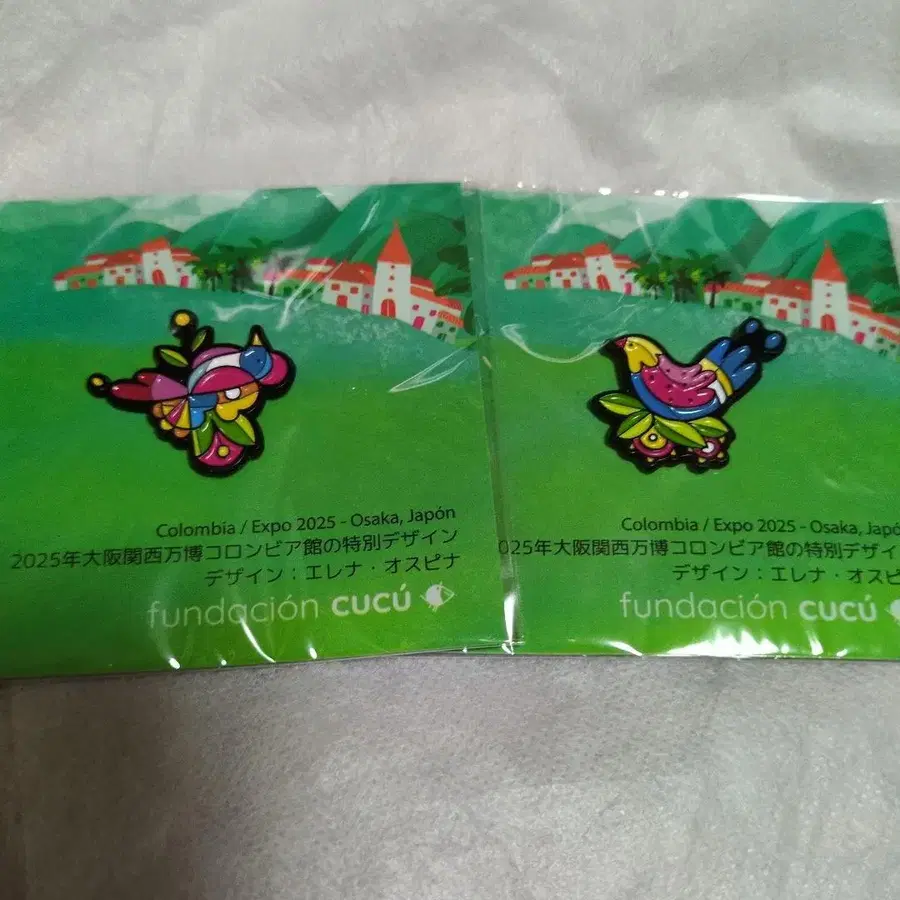 Colombia / Expo 2025 - Osaka, Japón
2025年大阪関西万博コロンビア館の特別デザイン
デザイン：エレナ・オスピナ
fundación cucú
Colombia / Expo 2025 - Osaka, Japó
025年大阪関西万博コロンビア館の特別デザイ
デザイン：エレナ・オスピ
fundación cucú